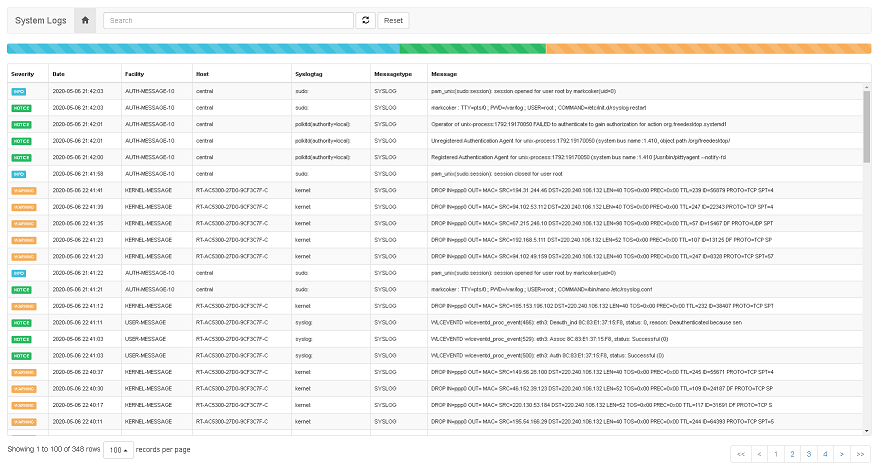 System Logs Search Reset
Severity Date Facility Host Syslogtag Messagetype Message
INFO 2020-05-06 21:42:03 AUTH-MESSAGE-10 central sudo: SYSLOG pam_unix(sudo:session): session opened for user root by markcoker(uid=0)
NOTICE 2020-05-06 21:42:03 AUTH-MESSAGE-10 central sudo: SYSLOG markcoker : TTY=pts/0 ; PWD=/var/log ; USER=root ; COMMAND=/etc/init.d/rsyslog restart
NOTICE 2020-05-06 21:42:01 AUTH-MESSAGE-10 central polkitd(authority=local): SYSLOG Operator of unix-process:1792:19170050 FAILED to authenticate to gain authorization for action org.freedesktop.systemd1
NOTICE 2020-05-06 21:42:01 AUTH-MESSAGE-10 central polkitd(authority=local): SYSLOG Unregistered Authentication Agent for unix-process:1792:19170050 (system bus name :1.410, object path /org/freedesktop/
NOTICE 2020-05-06 21:42:00 AUTH-MESSAGE-10 central polkitd(authority=local): SYSLOG Registered Authentication Agent for unix-process:1792:19170050 (system bus name :1.410 [/usr/bin/pkttyagent --notify-fd
INFO 2020-05-06 21:41:58 AUTH-MESSAGE-10 central sudo: SYSLOG pam_unix(sudo:session): session closed for user root
WARNING 2020-05-06 22:41:41 KERNEL-MESSAGE RT-AC5300-27D0-9CF3C7F-C kernel: SYSLOG DROP IN=ppp0 OUT= MAC= SRC=194.31.244.46 DST=220.240.106.132 LEN=40 TOS=0x00 PREC=0x00 TTL=239 ID=56879 PROTO=TCP SPT=4
WARNING 2020-05-06 22:41:39 KERNEL-MESSAGE RT-AC5300-27D0-9CF3C7F-C kernel: SYSLOG DROP IN=ppp0 OUT= MAC= SRC=94.102.53.112 DST=220.240.106.132 LEN=40 TOS=0x00 PREC=0x00 TTL=247 ID=22343 PROTO=TCP SPT=4
WARNING 2020-05-06 22:41:35 KERNEL-MESSAGE RT-AC5300-27D0-9CF3C7F-C kernel: SYSLOG DROP IN=ppp0 OUT= MAC= SRC=57.215.246.10 DST=220.240.106.132 LEN=98 TOS=0x00 PREC=0x00 TTL=57 ID=15467 DF PROTO=UDP SPT
WARNING 2020-05-06 22:41:23 KERNEL-MESSAGE RT-AC5300-27D0-9CF3C7F-C kernel: SYSLOG DROP IN=ppp0 OUT= MAC= SRC=192.168.5.111 DST=220.240.106.132 LEN=52 TOS=0x00 PREC=0x00 TTL=107 ID=13125 DF PROTO=TCP SP
WARNING 2020-05-06 22:41:23 KERNEL-MESSAGE RT-AC5300-27D0-9CF3C7F-C kernel: SYSLOG DROP IN=ppp0 OUT= MAC= SRC=94.102.49.159 DST=220.240.106.132 LEN=40 TOS=0x00 PREC=0x00 TTL=247 ID=8328 PROTO=TCP SPT=57
INFO 2020-05-06 21:41:22 AUTH-MESSAGE-10 central sudo: SYSLOG pam_unix(sudo:session): session opened for user root by markcoker(uid=0)
NOTICE 2020-05-06 21:41:21 AUTH-MESSAGE-10 central sudo: SYSLOG markcoker : TTY=pts/0 ; PWD=/var/log ; USER=root ; COMMAND=/bin/nano /etc/rsyslog.conf
WARNING 2020-05-06 22:41:12 KERNEL-MESSAGE RT-AC5300-27D0-9CF3C7F-C kernel: SYSLOG DROP IN=ppp0 OUT= MAC= SRC=185.153.196.102 DST=220.240.106.132 LEN=40 TOS=0x00 PREC=0x00 TTL=232 ID=38407 PROTO=TCP SPT
NOTICE 2020-05-06 22:41:11 USER-MESSAGE RT-AC5300-27D0-9CF3C7F-C syslog: SYSLOG WLCEVENTD wlceventd_proc_event(466): eth3: Deauth_ind 8C:83:E1:37:15:F8, status: 0, reason: Deauthenticated because sen
NOTICE 2020-05-06 22:41:03 USER-MESSAGE RT-AC5300-27D0-9CF3C7F-C syslog: SYSLOG WLCEVENTD wlceventd_proc_event(529): eth3: Assoc 8C:83:E1:37:15:F8, status: Successful (0)
NOTICE 2020-05-06 22:41:03 USER-MESSAGE RT-AC5300-27D0-9CF3C7F-C syslog: SYSLOG WLCEVENTD wlceventd_proc_event(500): eth3: Auth 8C:83:E1:37:15:F8, status: Successful (0)
WARNING 2020-05-06 22:40:37 KERNEL-MESSAGE RT-AC5300-27D0-9CF3C7F-C kernel: SYSLOG DROP IN=ppp0 OUT= MAC= SRC=149.56.28.100 DST=220.240.106.132 LEN=40 TOS=0x00 PREC=0x00 TTL=245 ID=55671 PROTO=TCP SPT=4
WARNING 2020-05-06 22:40:30 KERNEL-MESSAGE RT-AC5300-27D0-9CF3C7F-C kernel: SYSLOG DROP IN=ppp0 OUT= MAC= SRC=46.152.39.123 DST=220.240.106.132 LEN=52 TOS=0x00 PREC=0x00 TTL=109 ID=24187 DF PROTO=TCP SP
WARNING 2020-05-06 22:40:17 KERNEL-MESSAGE RT-AC5300-27D0-9CF3C7F-C kernel: SYSLOG DROP IN=ppp0 OUT= MAC= SRC=220.130.53.184 DST=220.240.106.132 LEN=52 TOS=0x00 PREC=0x00 TTL=117 ID=31691 DF PROTO=TCP S
WARNING 2020-05-06 22:40:11 KERNEL-MESSAGE RT-AC5300-27D0-9CF3C7F-C kernel: SYSLOG DROP IN=ppp0 OUT= MAC= SRC=195.54.166.29 DST=220.240.106.132 LEN=40 TOS=0x00 PREC=0x00 TTL=244 ID=64393 PROTO=TCP SPT=5
Showing 1 to 100 of 348 rows 100 records per page
<< < 1 2 3 4 > >>